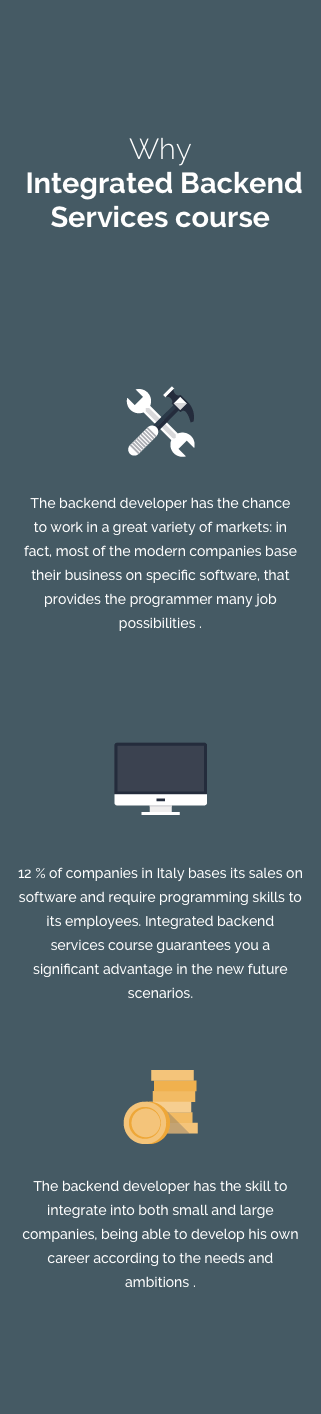 Why
Integrated Backend
Services course
The backend developer has the chance
to work in a great variety of markets: in
fact, most of the modern companies base
their business on specific software, that
provides the programmer many job
possibilities .
12 % of companies in Italy bases its sales on
software and require programming skills to
its employees. Integrated backend
services course guarantees you a
significant advantage in the new future
scenarios.
The backend developer has the skill to
integrate into both small and large
companies, being able to develop his own
career according to the needs and
ambitions .